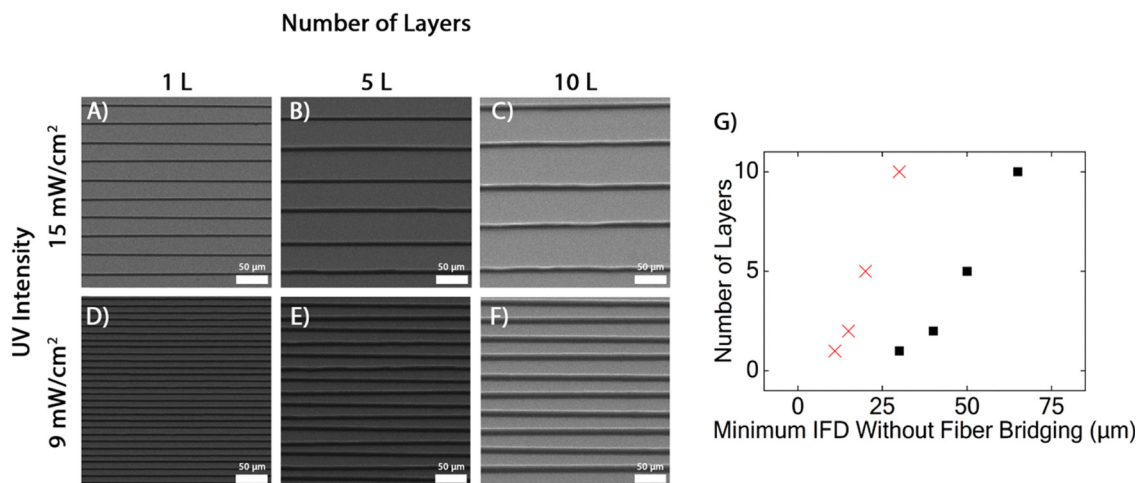 Number of Layers
1 L
5 L
10 L
UV Intensity
15 mW/cm²
A)
50 µm
B)
50 µm
C)
50 µm
9 mW/cm²
D)
50 µm
E)
50 µm
F)
50 µm
G)
Number of Layers
10
5
0
0
25
50
75
Minimum IFD Without Fiber Bridging (µm)